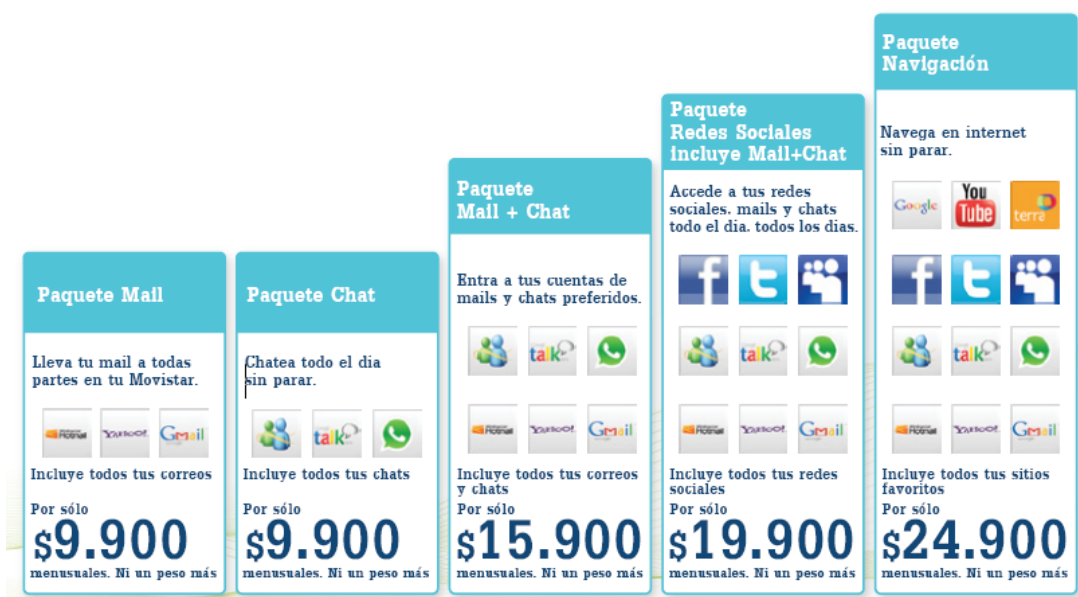 Paquete Mail
Lleva tu mail a todas
partes en tu Movistar.
Hotmail
YAHOO!
Gmail
Incluye todos tus correos
Por sólo
$9.900
menusuales. Ni un peso más
Paquete Chat
Chatea todo el dia
sin parar.
talk
Incluye todos tus chats
Por sólo
$9.900
menusuales. Ni un peso más
Paquete
Mail + Chat
Entra a tus cuentas de
mails y chats preferidos.
talk
Hotmail
YAHOO!
Gmail
Incluye todos tus correos
y chats
Por sólo
$15.900
menusuales. Ni un peso más
Paquete
Redes Sociales
incluye Mail+Chat
Accede a tus redes
sociales. mails y chats
todo el dia. todos los dias.
f
t
talk
Hotmail
YAHOO!
Gmail
Incluye todos tus redes
sociales
Por sólo
$19.900
menusuales. Ni un peso más
Paquete
Navigación
Navega en internet
sin parar.
Google
You
Tube
terra
f
t
talk
Hotmail
YAHOO!
Gmail
Incluye todos tus sitios
favoritos
Por sólo
$24.900
menusuales. Ni un peso más